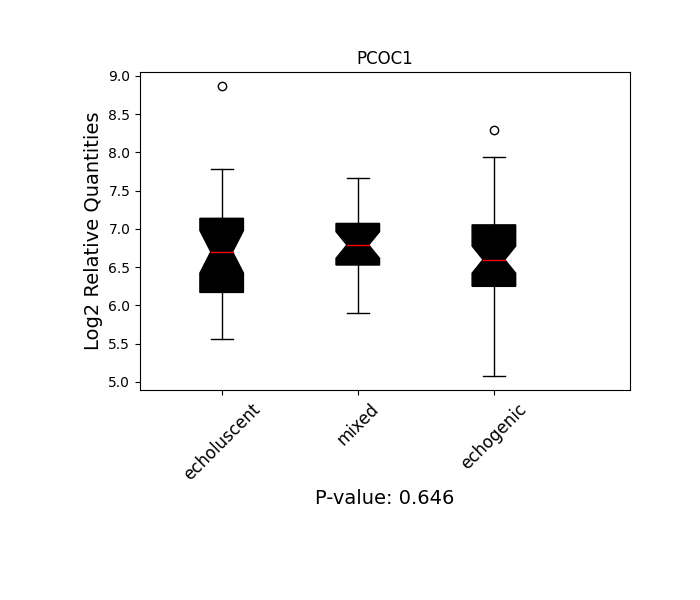 PCOC1
Log2 Relative Quantities
9.0
8.5
8.0
7.5
7.0
6.5
6.0
5.5
5.0
echoluscent
mixed
echogenic
P-value: 0.646